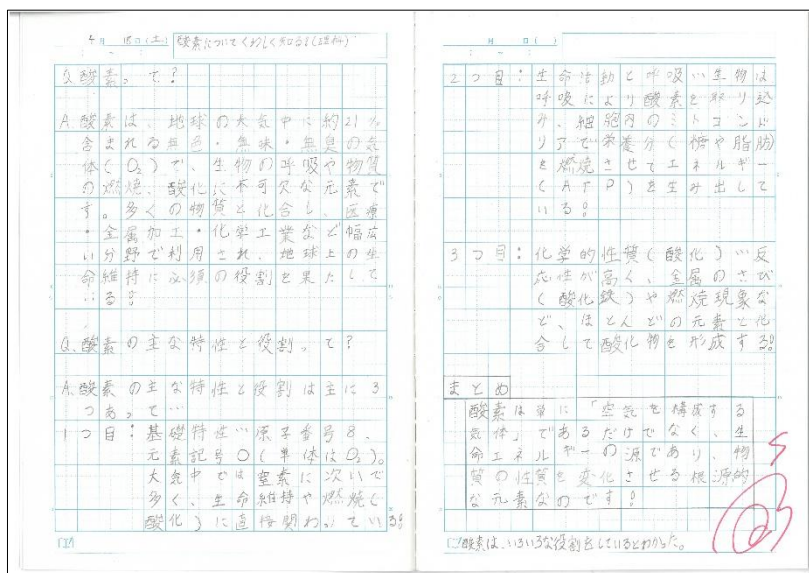 4月 18日(土) 酸素についてくわしく知る!(理科)
Q.酸素って?
A.酸素は、地球の大気中に約21%
含まれる無色・無味・無臭の気
体(O₂)で、生物の呼吸や物質
の燃焼、酸化に不可欠な元素で
す。多くの物質と化合し、医療
・金属加工・化学工業など幅広
い分野で利用され、地球上の生
命維持に必須の役割を果たして
いる。
Q.酸素の主な特性と役割って?
A.酸素の主な特性と役割は主に3
つあって…
1つ目:基礎特性…原子番号8、
元素記号O(単体はO₂)。
大気中では窒素に次いで
多く、生命維持や燃焼(
酸化)に直接関わっている。
月 日( )
2つ目:生命活動と呼吸…生物は
呼吸により酸素を取り込
み、細胞内のミトコンド
リアで栄養分(糖や脂肪)
を燃焼させてエネルギー
(ATP)を生み出して
いる。
3つ目:化学的性質(酸化)…反
応性が高く、金属のさび
(酸化鉄)や燃焼現象な
ど、ほとんどの元素と化
合して酸化物を形成する。
まとめ
酸素は単に「空気を構成する
気体」であるだけでなく、生
命エネルギーの源であり、物
質の性質を変化させる根源的
な元素なのです。
酸素は、いろいろな役割をしているとわかった。